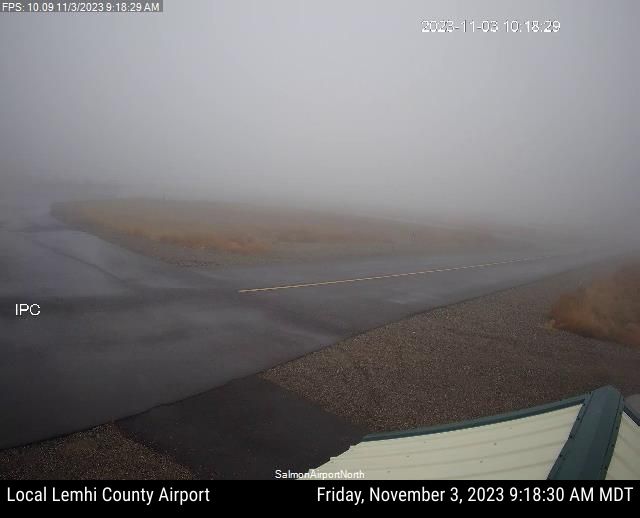 FPS: 10.09 11/3/2023 9:18:29 AM
2023-11-03 10:18:29
IPC
SalmonAirportNorth
Local Lemhi County Airport
Friday, November 3, 2023 9:18:30 AM MDT